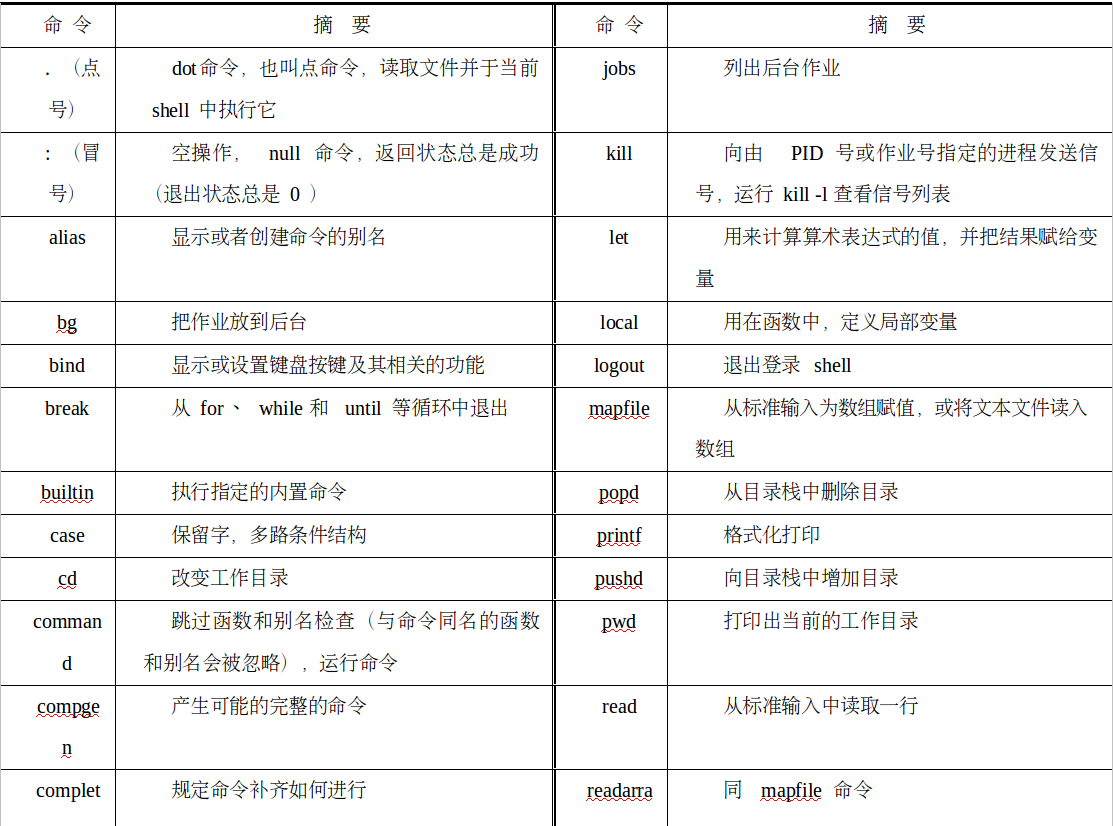 命 令 摘 要 命 令 摘 要
. （点 dot命令，也叫点命令，读取文件并于当前 jobs 列出后台作业
号） shell 中执行它
: （冒 空操作， null 命令，返回状态总是成功 kill 向由 PID 号或作业号指定的进程发送信
号） （退出状态总是 0 ） 号，运行 kill -l 查看信号列表
alias 显示或者创建命令的别名 let 用来计算算术表达式的值，并把结果赋给变
量
bg 把作业放到后台 local 用在函数中，定义局部变量
bind 显示或设置键盘按键及其相关的功能 logout 退出登录 shell
break 从 for、 while 和 until 等循环中退出 mapfile 从标准输入为数组赋值，或将文本文件读入
数组
builtin 执行指定的内置命令 popd 从目录栈中删除目录
case 保留字，多路条件结构 printf 格式化打印
cd 改变工作目录 pushd 向目录栈中增加目录
comman 跳过函数和别名检查（与命令同名的函数 pwd 打印出当前的工作目录
d 和别名会被忽略），运行命令
compge 产生可能的完整的命令 read 从标准输入中读取一行
n
complet 规定命令补齐如何进行 readarra 同 mapfile 命令